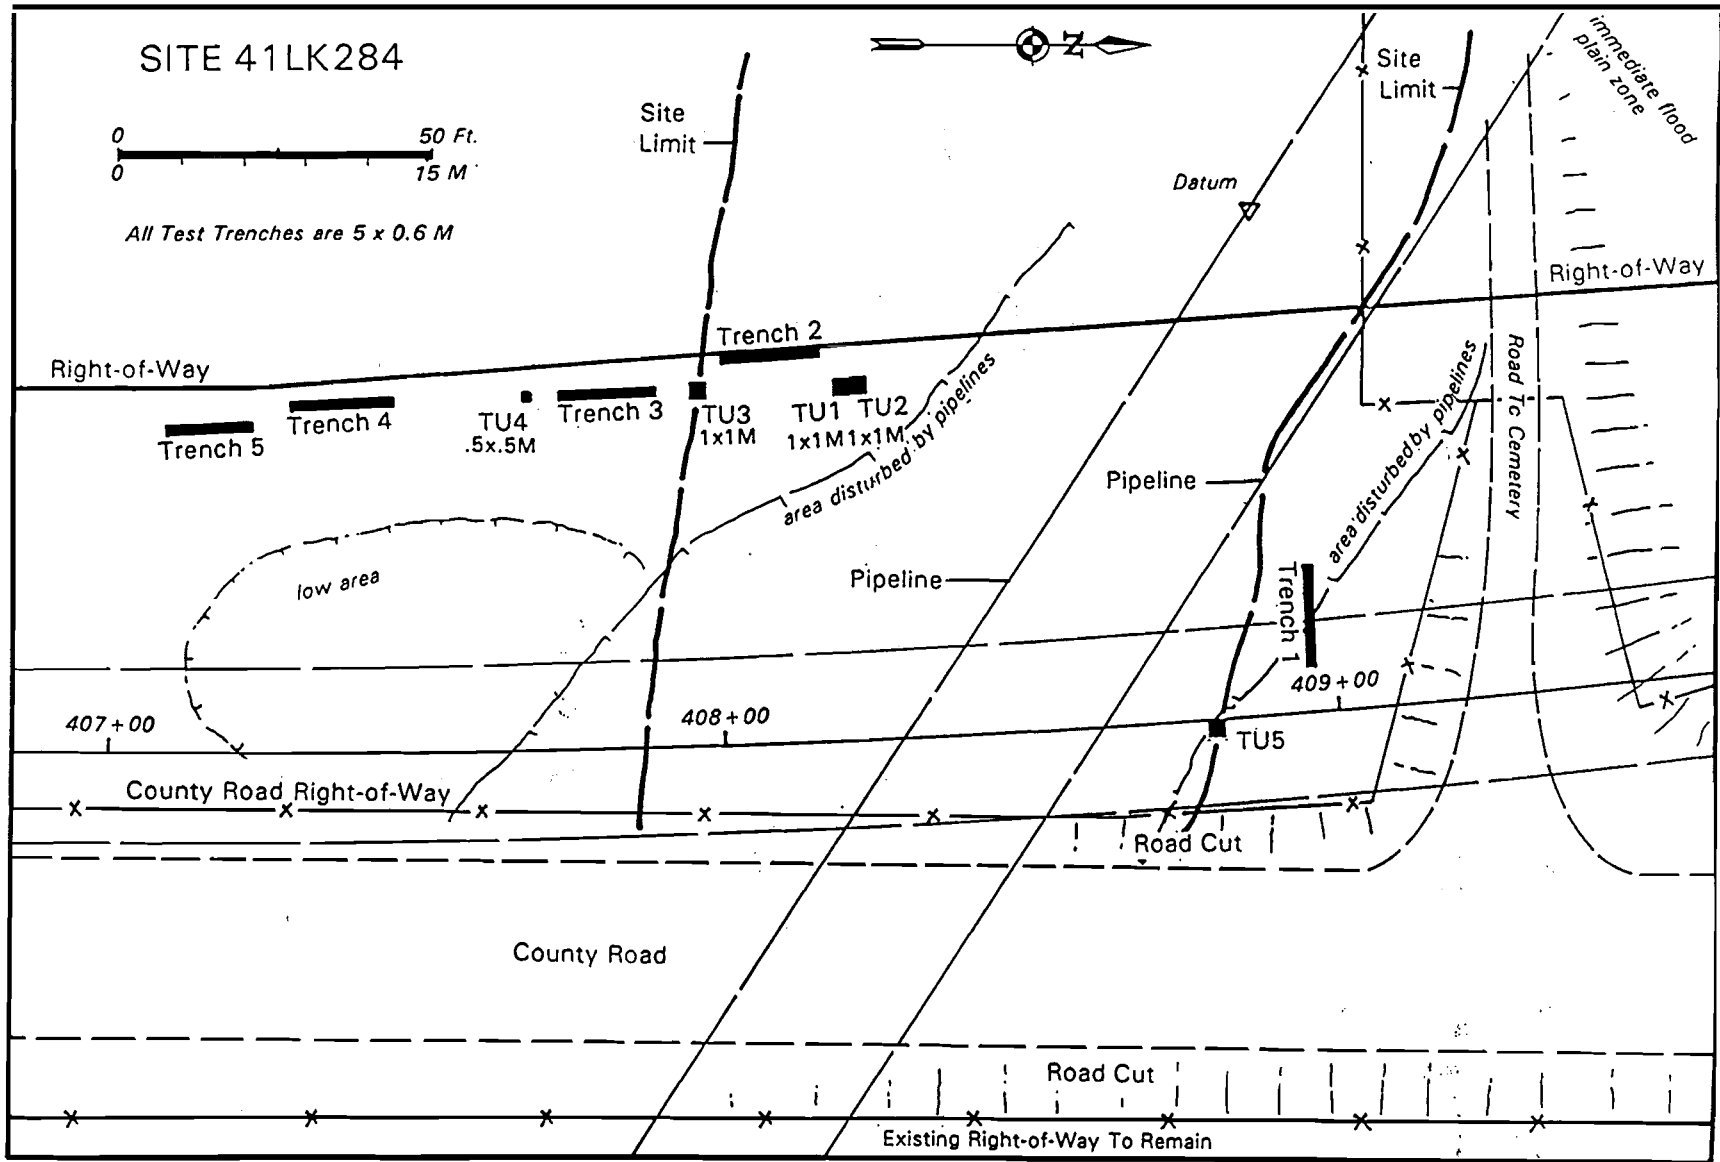 SITE 41LK284
0 50 Ft.
0 15 M
All Test Trenches are 5 x 0.6 M
N
Site
Limit
Site
Limit
immediate flood
plain zone
Datum
Right-of-Way
Right-of-Way
Trench 2
Trench 5
Trench 4
TU4
.5x.5M
Trench 3
TU3
1x1M
TU1 TU2
1x1M 1x1M
area disturbed by pipelines
area disturbed by pipelines
Road To Cemetery
Pipeline
Pipeline
low area
Trench 1
407+00
408+00
409+00
TU5
County Road Right-of-Way
Road Cut
County Road
Road Cut
Existing Right-of-Way To Remain